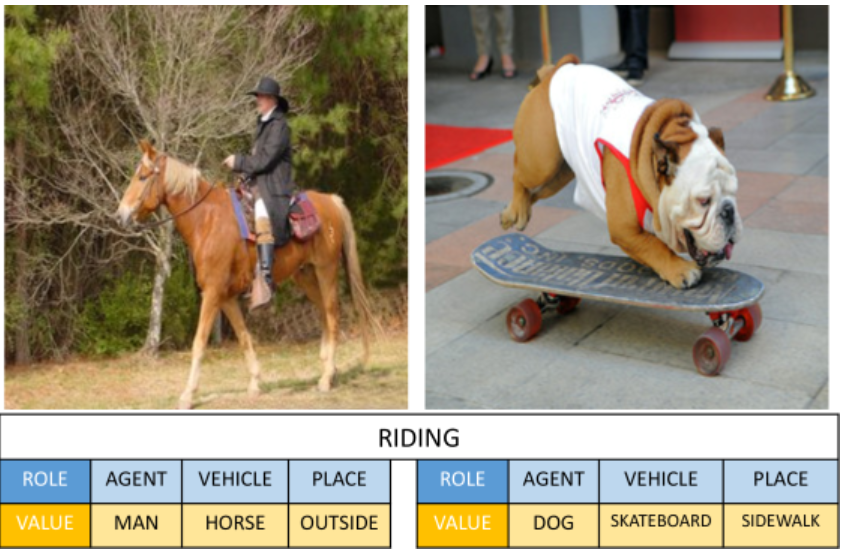 RIDING
ROLE AGENT VEHICLE PLACE ROLE AGENT VEHICLE PLACE
VALUE MAN HORSE OUTSIDE VALUE DOG SKATEBOARD SIDEWALK